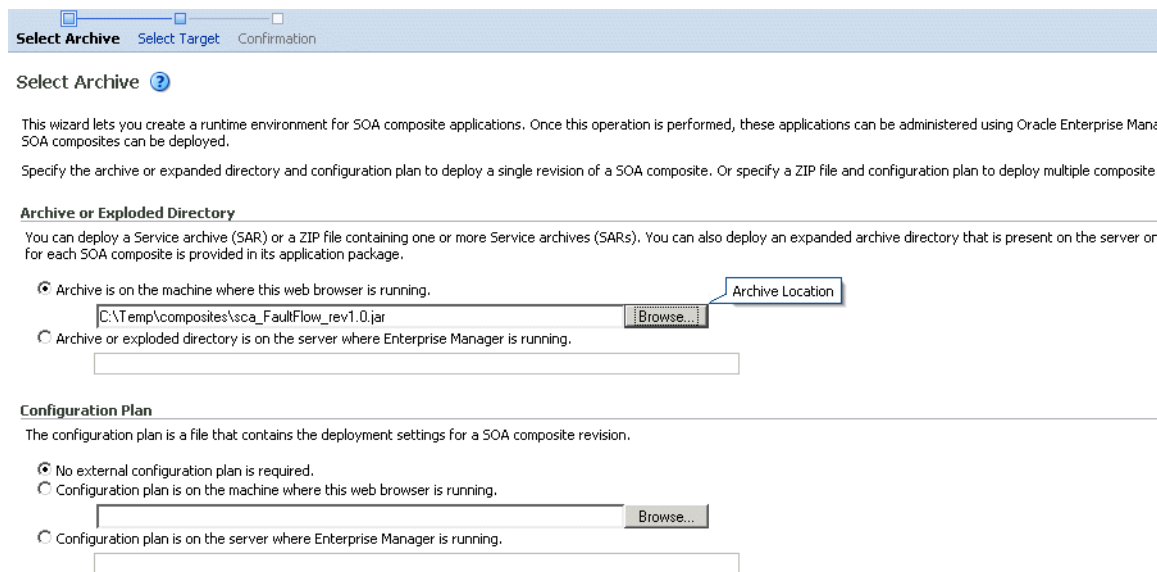 Select Archive Select Target Confirmation
Select Archive ?
This wizard lets you create a runtime environment for SOA composite applications. Once this operation is performed, these applications can be administered using Oracle Enterprise Mana
SOA composites can be deployed.
Specify the archive or expanded directory and configuration plan to deploy a single revision of a SOA composite. Or specify a ZIP file and configuration plan to deploy multiple composite
Archive or Exploded Directory
You can deploy a Service archive (SAR) or a ZIP file containing one or more Service archives (SARs). You can also deploy an expanded archive directory that is present on the server or
for each SOA composite is provided in its application package.
Archive is on the machine where this web browser is running.
Archive Location
C:\Temp\composites\sca_FaultFlow_rev1.0.jar Browse...
Archive or exploded directory is on the server where Enterprise Manager is running.
Configuration Plan
The configuration plan is a file that contains the deployment settings for a SOA composite revision.
No external configuration plan is required.
Configuration plan is on the machine where this web browser is running.
Browse...
Configuration plan is on the server where Enterprise Manager is running.